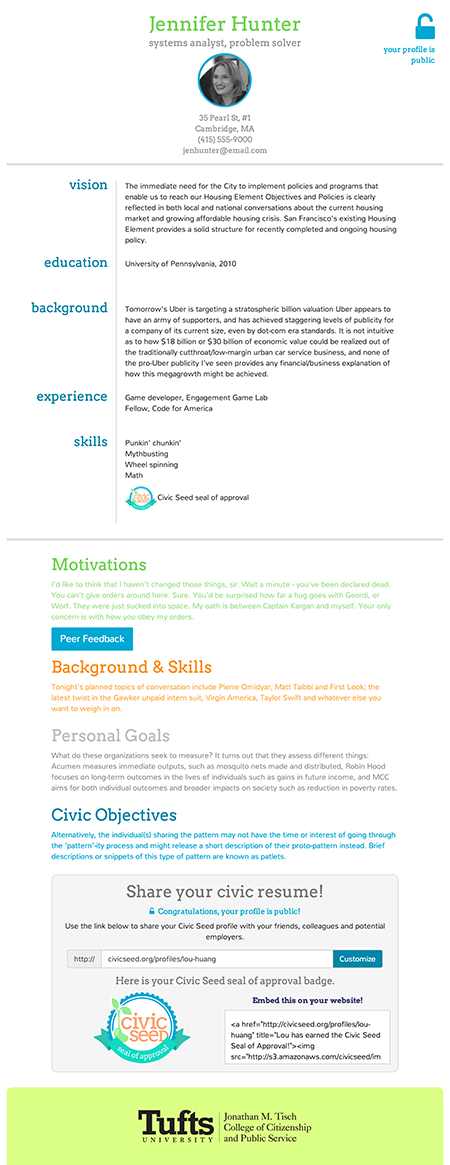 Jennifer Hunter
systems analyst, problem solver
your profile is
public
35 Pearl St, #1
Cambridge, MA
(415) 555-9000
jenhunter@email.com
vision
The immediate need for the City to implement policies and programs that
enable us to reach our Housing Element Objectives and Policies is clearly
reflected in both local and national conversations about the current housing
market and growing affordable housing crisis. San Francisco's existing Housing
Element provides a solid structure for recently completed and ongoing housing
policy.
education
University of Pennsylvania, 2010
background
Tomorrow's Uber is targeting a stratospheric billion valuation Uber appears to
have an army of supporters, and has achieved staggering levels of publicity for
a company of its current size, even by dot-com era standards. It is not intuitive
as to how $18 billion or $30 billion of economic value could be realized out of
the traditionally cutthroat/low-margin urban car service business, and none of
the pro-Uber publicity I've seen provides any financial/business explanation of
how this megagrowth might be achieved.
experience
Game developer, Engagement Game Lab
Fellow, Code for America
skills
Punkin' chunkin'
Mythbusting
Wheel spinning
Math
civic
seed
Civic Seed seal of approval
Motivations
I'd like to think that I haven't changed those things, sir. Wait a minute - you've been declared dead.
You can't give orders around here. Sure. You'd be surprised how far a hug goes with Geordi, or
Worf. They were just sucked into space. My oath is between Captain Kargan and myself. Your only
concern is with how you obey my orders.
Peer Feedback
Background & Skills
Tonight's planned topics of conversation include Pierre Omidyar, Matt Taibbi and First Look; the
latest twist in the Gawker unpaid intern suit, Virgin America, Taylor Swift and whatever else you
want to weigh in on.
Personal Goals
What do these organizations seek to measure? It turns out that they assess different things:
Acumen measures immediate outputs, such as mosquito nets made and distributed, Robin Hood
focuses on long-term outcomes in the lives of individuals such as gains in future income, and MCC
aims for both individual outcomes and broader impacts on society such as reduction in poverty rates.
Civic Objectives
Alternatively, the individual(s) sharing the pattern may not have the time or interest of going through
the "pattern"-ity process and might release a short description of their proto-pattern instead. Brief
descriptions or snippets of this type of pattern are known as patlets.
Share your civic resume!
Congratulations, your profile is public!
Use the link below to share your Civic Seed profile with your friends, colleagues and potential
employers.
http:// civicseed.org/profiles/lou-huang Customize
Here is your Civic Seed seal of approval badge.
civic
seed
seal of approval
Embed this on your website!
<a href="http://civicseed.org/profiles/lou-
huang" title="Lou has earned the Civic Seed
Seal of Approval!"><img
src="http://s3.amazonaws.com/civicseed/im
Tufts
UNIVERSITY
Jonathan M. Tisch
College of Citizenship
and Public Service